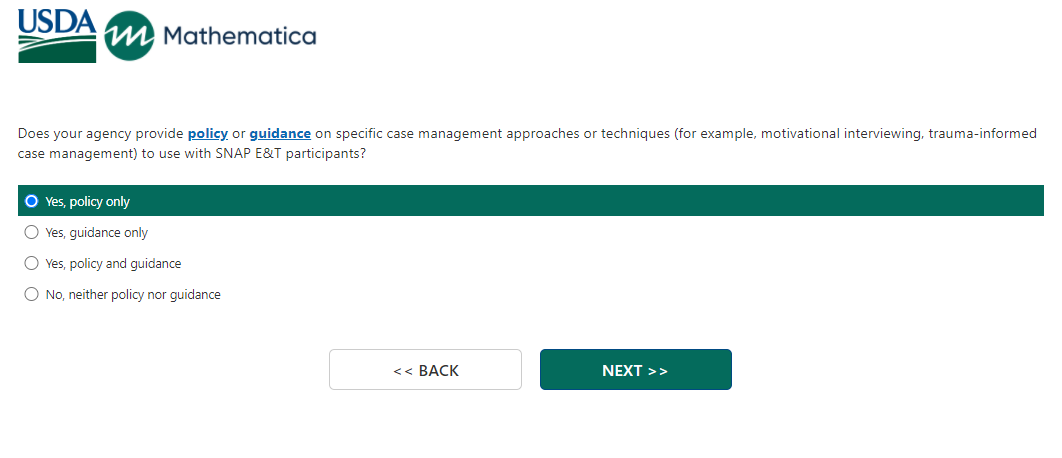 USDA
m Mathematica
Does your agency provide policy or guidance on specific case management approaches or techniques (for example, motivational interviewing, trauma-informed
case management) to use with SNAP E&T participants?
Yes, policy only
Yes, guidance only
Yes, policy and guidance
No, neither policy nor guidance
<< BACK
NEXT >>